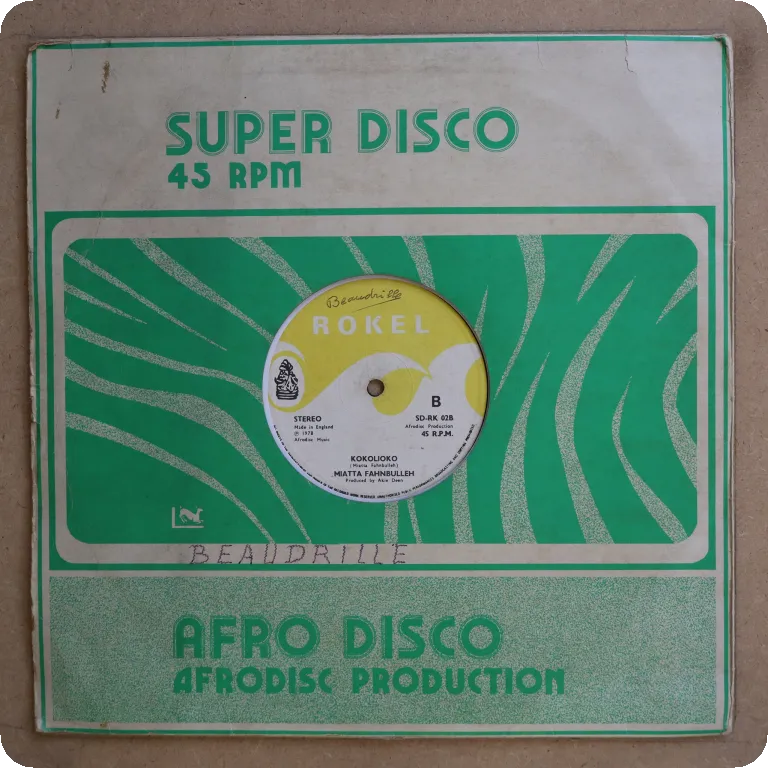 SUPER DISCO
45 RPM
Beaudrille
ROKEL
B
STEREO
Made in England
℗ 1978
Afrodisc Music
SD-RK 02B
Afrodisc Production
45 R.P.M.
KOKOLIOKO
(Miatta Fahnbulleh)
MIATTA FAHNBULLEH
Produced by Akie Deen
BEAUDRILLE
AFRO DISCO
AFRODISC PRODUCTION